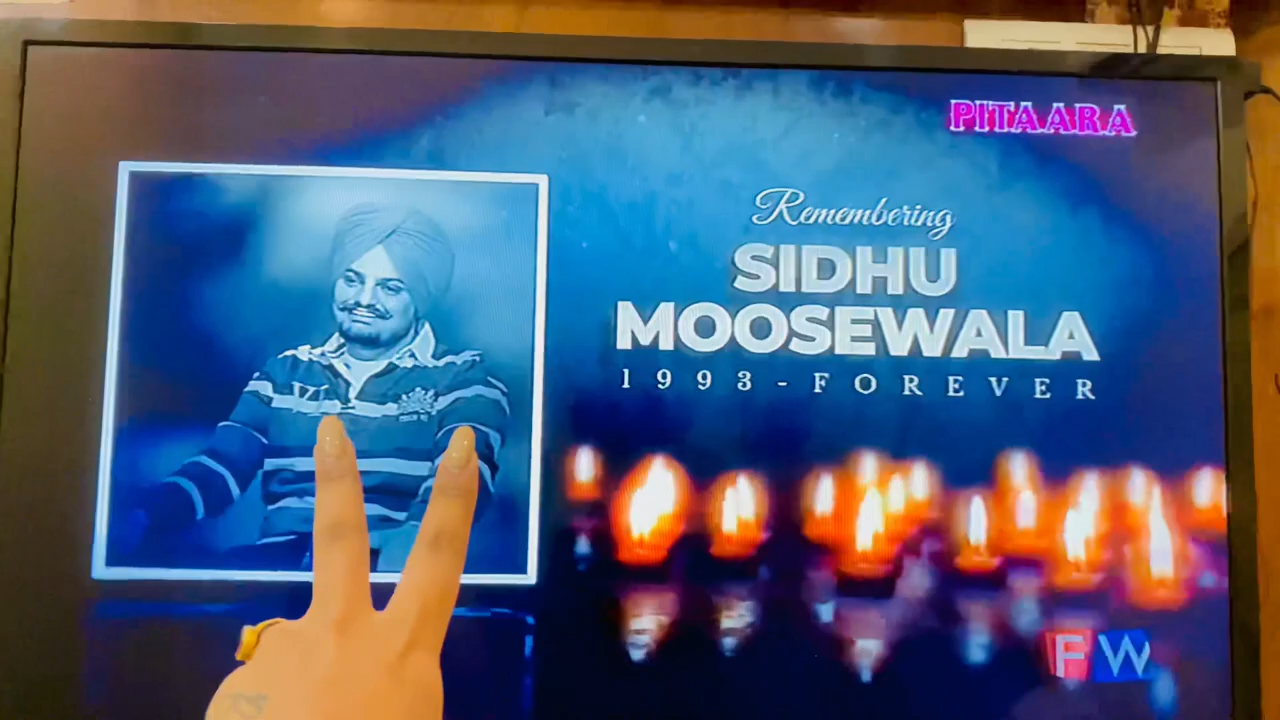 PITAARA
Remembering
SIDHU
MOOSEWALA
1993-FOREVER
FW